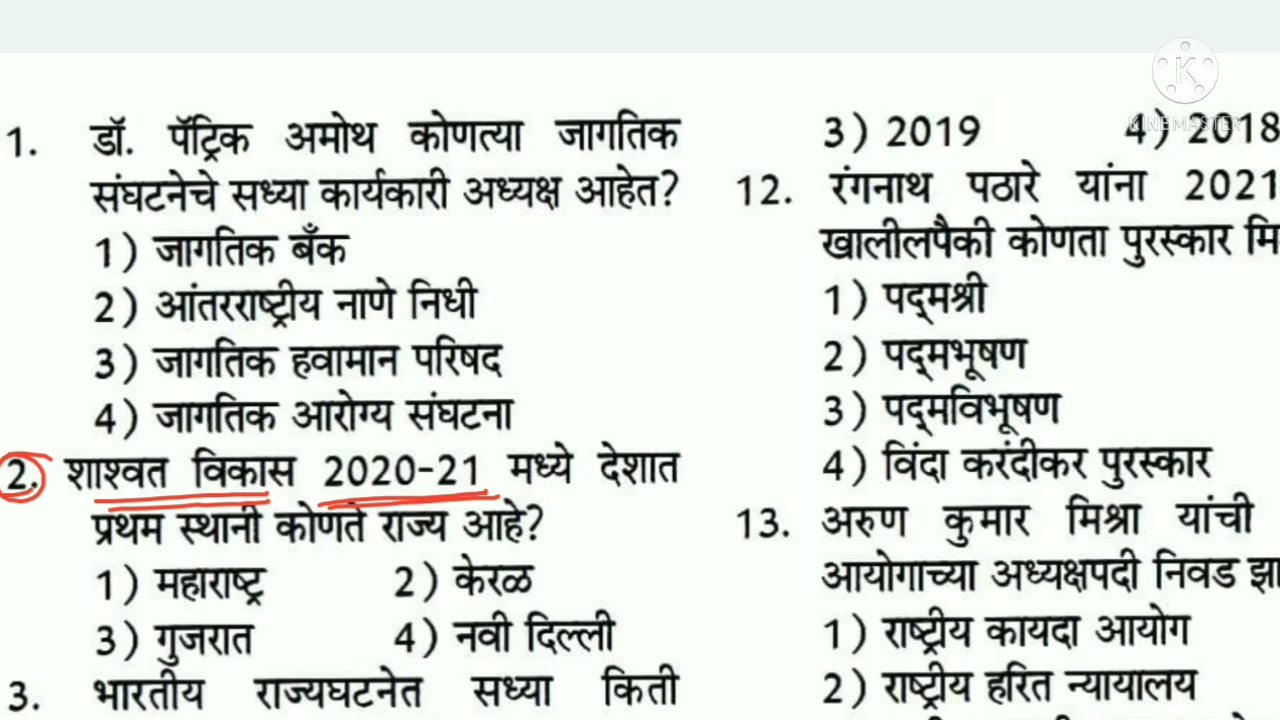 1. डॉ. पॅट्रिक अमोथ कोणत्या जागतिक
संघटनेचे सध्या कार्यकारी अध्यक्ष आहेत?
1) जागतिक बँक
2) आंतरराष्ट्रीय नाणे निधी
3) जागतिक हवामान परिषद
4) जागतिक आरोग्य संघटना
2. शाश्वत विकास 2020-21 मध्ये देशात
प्रथम स्थानी कोणते राज्य आहे?
1) महाराष्ट्र 2) केरळ
3) गुजरात 4) नवी दिल्ली
3. भारतीय राज्यघटनेत सध्या किती
3) 2019 4) 2018
12. रंगनाथ पठारे यांना 2021
खालीलपैकी कोणता पुरस्कार मि
1) पद्मश्री
2) पद्मभूषण
3) पद्मविभूषण
4) विंदा करंदीकर पुरस्कार
13. अरुण कुमार मिश्रा यांची
आयोगाच्या अध्यक्षपदी निवड झा
1) राष्ट्रीय कायदा आयोग
2) राष्ट्रीय हरित न्यायालय
K
KINEMASTER